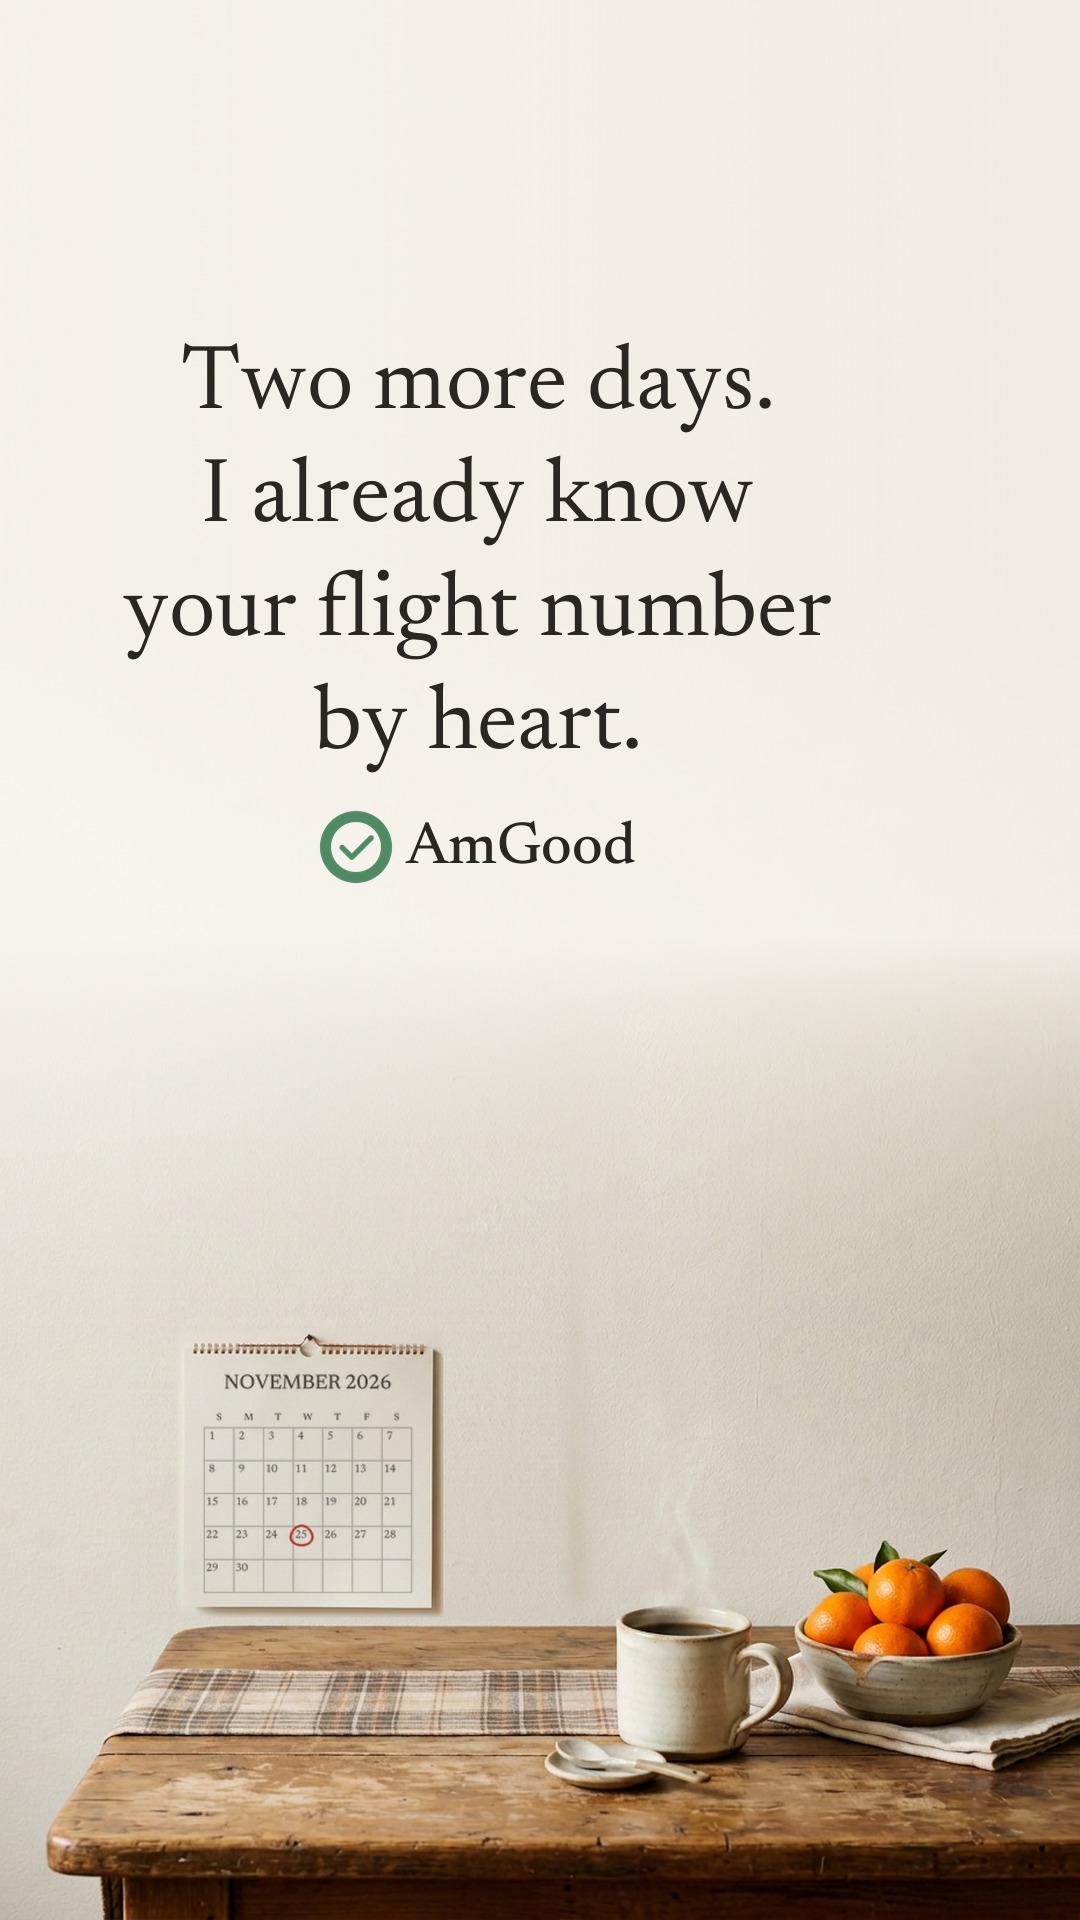 Two more days.
I already know
your flight number
by heart.
AmGood
NOVEMBER 2026
S M T W T F S
1 2 3 4 5 6 7
8 9 10 11 12 13 14
15 16 17 18 19 20 21
22 23 24 25 26 27 28
29 30